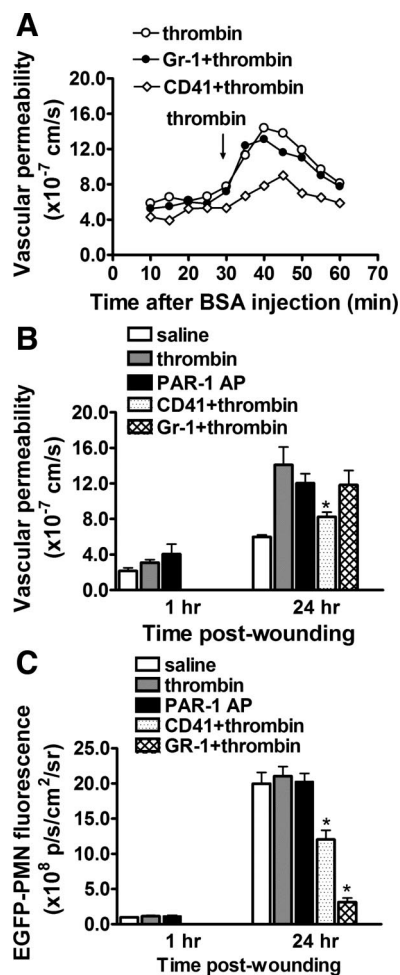 A
thrombin
Gr-1+thrombin
CD41+thrombin
thrombin
Vascular permeability
(x10⁻⁷ cm/s)
20.0
16.0
12.0
8.0
4.0
0.0
0 10 20 30 40 50 60 70
Time after BSA injection (min)
B
saline
thrombin
PAR-1 AP
CD41+thrombin
Gr-1+thrombin
Vascular permeability
(x10⁻⁷ cm/s)
20.0
16.0
12.0
8.0
4.0
0.0
*
1 hr 24 hr
Time post-wounding
C
saline
thrombin
PAR-1 AP
CD41+thrombin
GR-1+thrombin
EGFP-PMN fluorescence
(x10⁸ p/s/cm²/sr)
25.0
20.0
15.0
10.0
5.0
0.0
*
*
1 hr 24 hr
Time post-wounding